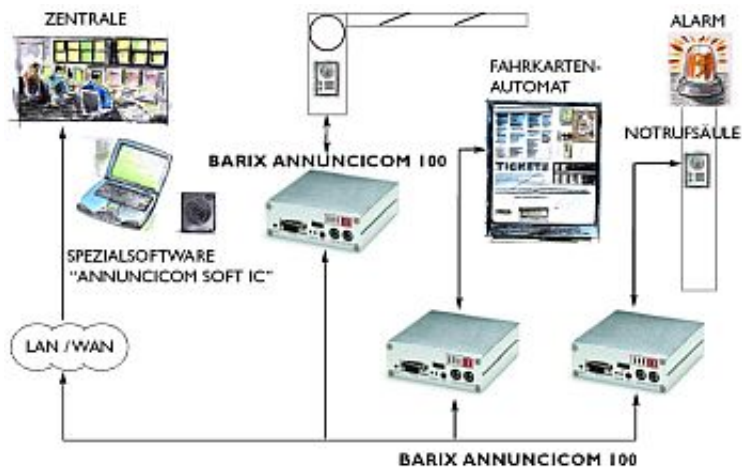 ZENTRALE
ALARM
FAHRKARTEN-
AUTOMAT
NOTRUFSÄULE
BARIX ANNUNCICOM 100
TICKETS
SPEZIALSOFTWARE
"ANNUNCICOM SOFT IC"
LAN / WAN
BARIX ANNUNCICOM 100